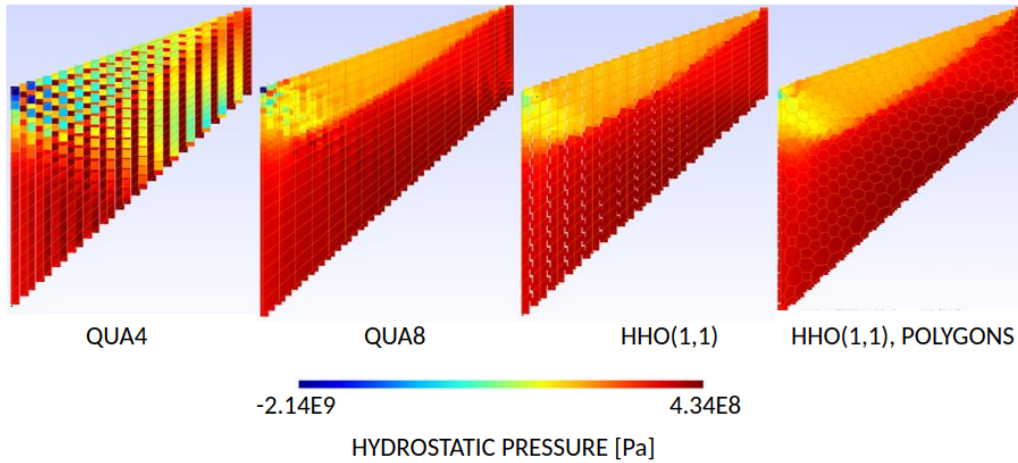 QUA4 QUA8 HHO(1,1) HHO(1,1), POLYGONS
-2.14E9 4.34E8
HYDROSTATIC PRESSURE [Pa]